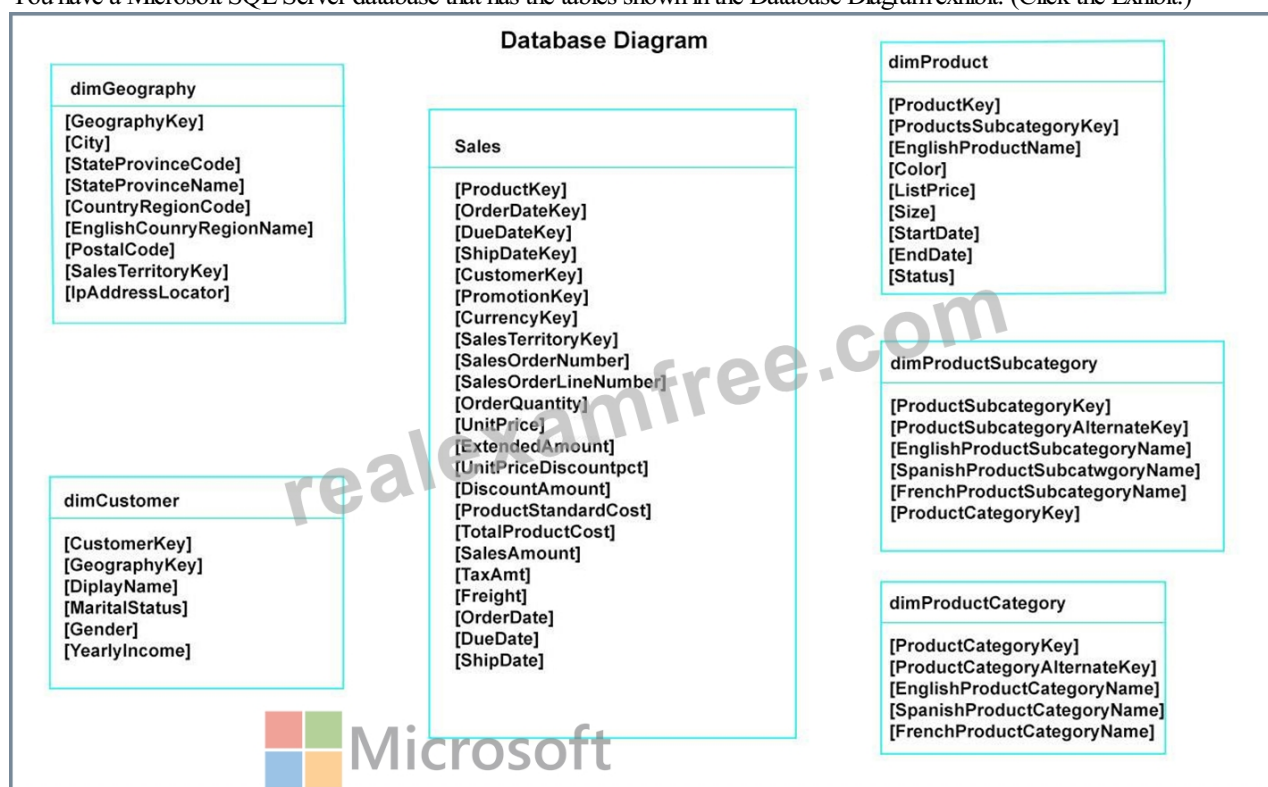 You have a Microsoft SQL Server database that has the tables shown in the Database Diagram exhibit. (Click the Exhibit.)
Database Diagram
dimGeography
[GeographyKey]
[City]
[StateProvinceCode]
[StateProvinceName]
[CountryRegionCode]
[EnglishCounryRegionName]
[PostalCode]
[SalesTerritoryKey]
[IpAddressLocator]
dimCustomer
[CustomerKey]
[GeographyKey]
[DiplayName]
[MaritalStatus]
[Gender]
[YearlyIncome]
Sales
[ProductKey]
[OrderDateKey]
[DueDateKey]
[ShipDateKey]
[CustomerKey]
[PromotionKey]
[CurrencyKey]
[SalesTerritoryKey]
[SalesOrderNumber]
[SalesOrderLineNumber]
[OrderQuantity]
[UnitPrice]
[ExtendedAmount]
[UnitPriceDiscountpct]
[DiscountAmount]
[ProductStandardCost]
[TotalProductCost]
[SalesAmount]
[TaxAmt]
[Freight]
[OrderDate]
[DueDate]
[ShipDate]
dimProduct
[ProductKey]
[ProductsSubcategoryKey]
[EnglishProductName]
[Color]
[ListPrice]
[Size]
[StartDate]
[EndDate]
[Status]
dimProductSubcategory
[ProductSubcategoryKey]
[ProductSubcategoryAlternateKey]
[EnglishProductSubcategoryName]
[SpanishProductSubcatwgoryName]
[FrenchProductSubcategoryName]
[ProductCategoryKey]
dimProductCategory
[ProductCategoryKey]
[ProductCategoryAlternateKey]
[EnglishProductCategoryName]
[SpanishProductCategoryName]
[FrenchProductCategoryName]
realexamfree.com
Microsoft